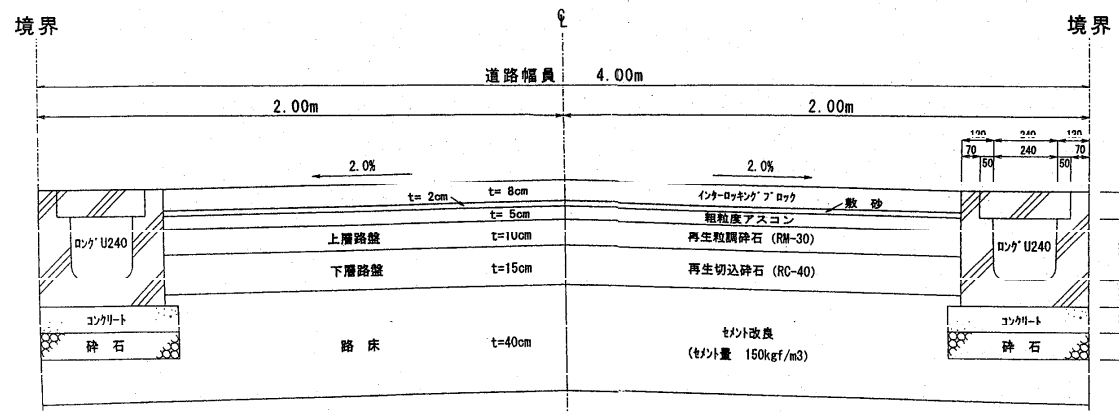 境界
℄
境界
道路幅員 4.00m
2.00m
2.00m
120 240 120
70 240 70
50 50
2.0%
2.0%
t= 8cm
インターロッキングブロック
t= 2cm
敷 砂
t= 5cm
粗粒度アスコン
ロングU240
上層路盤
t=10cm
再生粒調砕石 (RM-30)
ロングU240
下層路盤
t=15cm
再生切込砕石 (RC-40)
コンクリート
コンクリート
砕 石
路 床
t=40cm
セメント改良
(セメント量 150kgf/m3)
砕 石